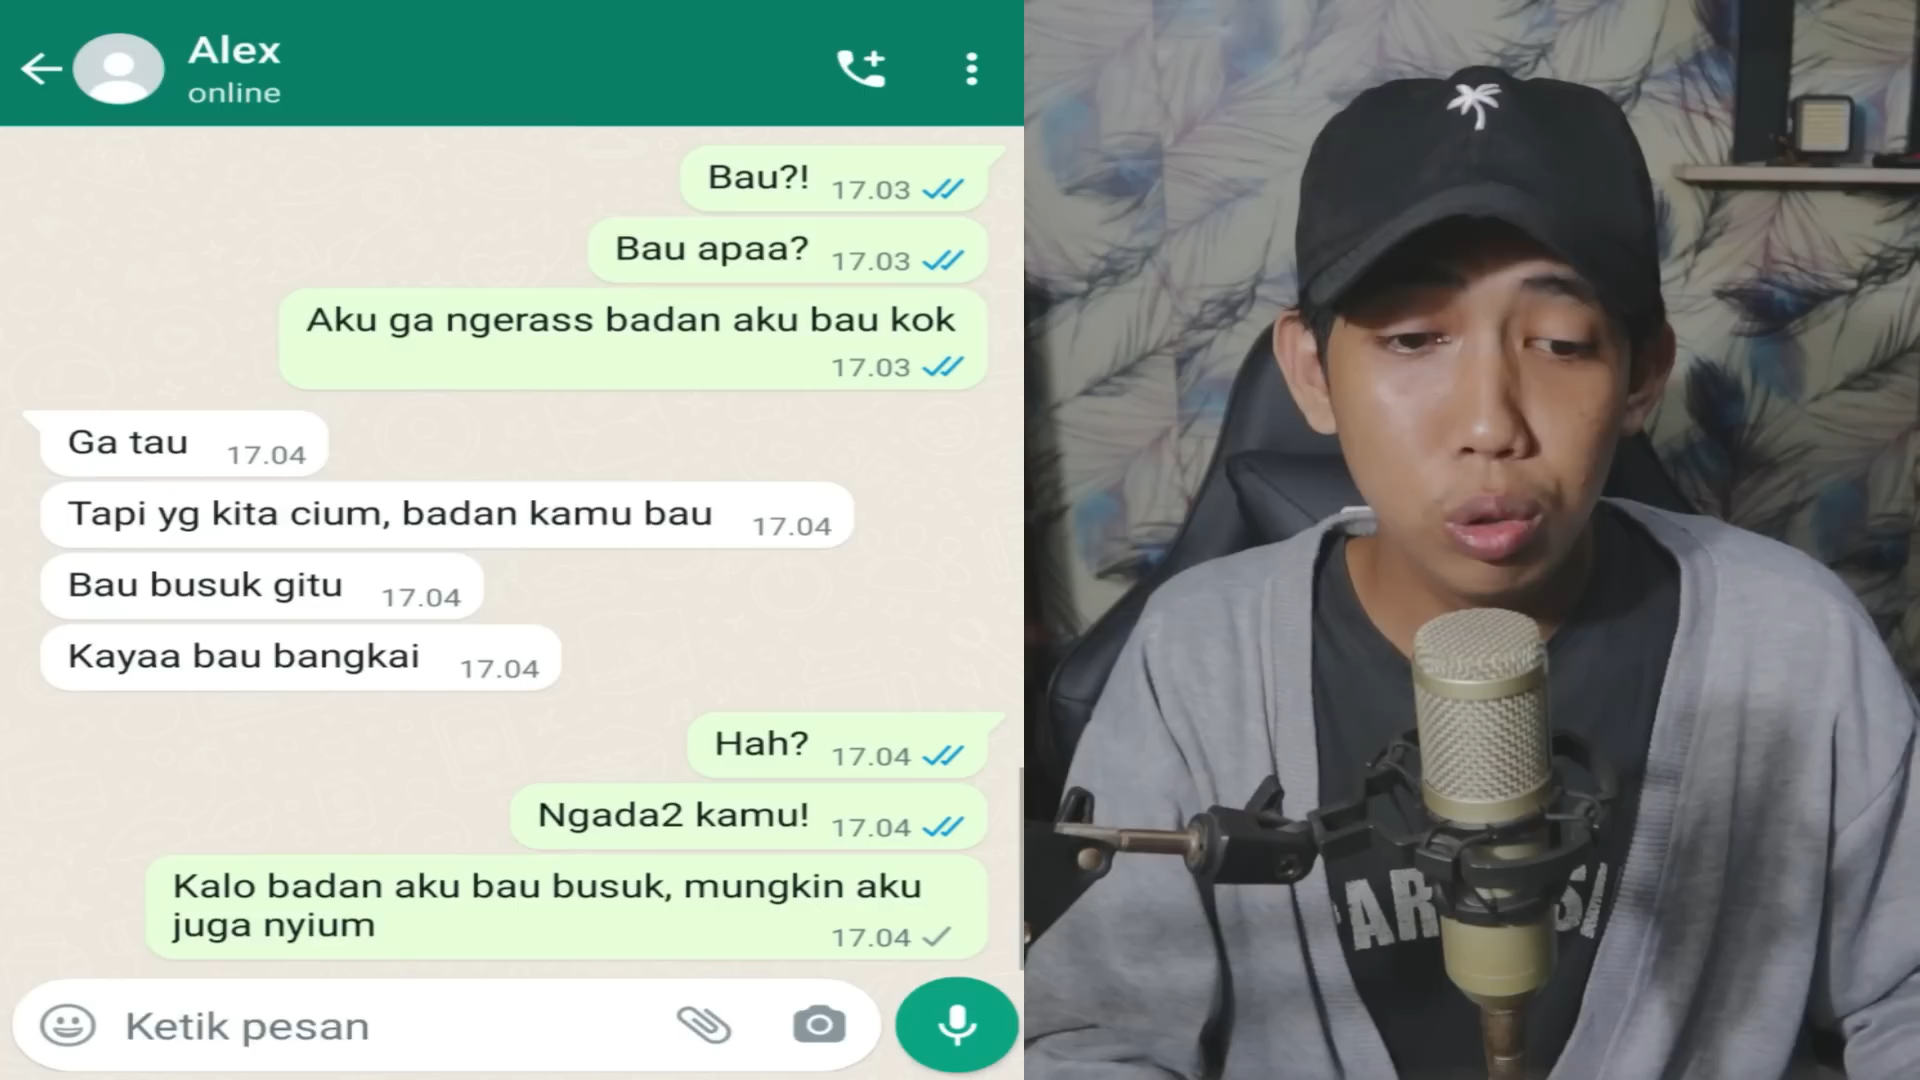 Alex
online
Bau?! 17.03
Bau apaa? 17.03
Aku ga ngerass badan aku bau kok
17.03
Ga tau 17.04
Tapi yg kita cium, badan kamu bau 17.04
Bau busuk gitu 17.04
Kayaa bau bangkai 17.04
Hah? 17.04
Ngada2 kamu! 17.04
Kalo badan aku bau busuk, mungkin aku
juga nyium 17.04
Ketik pesan